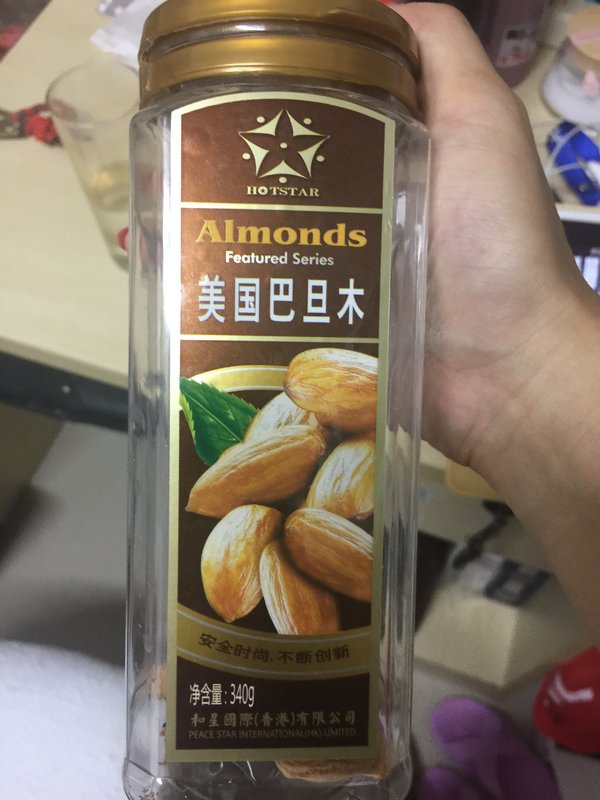 HOTSTAR
Almonds
Featured Series
美国巴旦木
安全时尚,不断创新
净含量:340g
和星國際(香港)有限公司
PEACE STAR INTERNATIONAL(HK) LIMITED